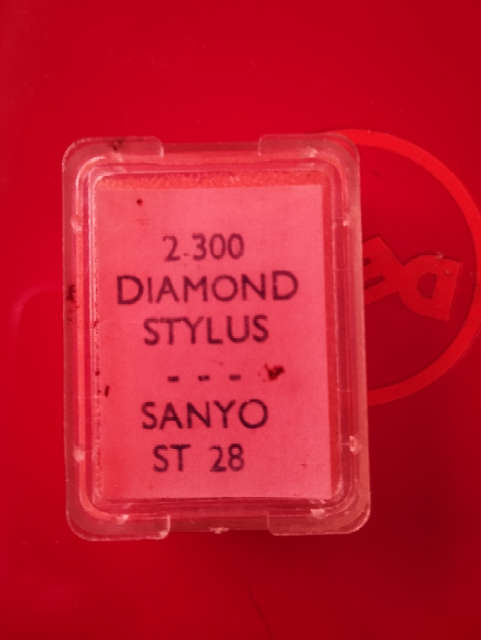 2-300
DIAMOND
STYLUS
- - -
SANYO
ST 28